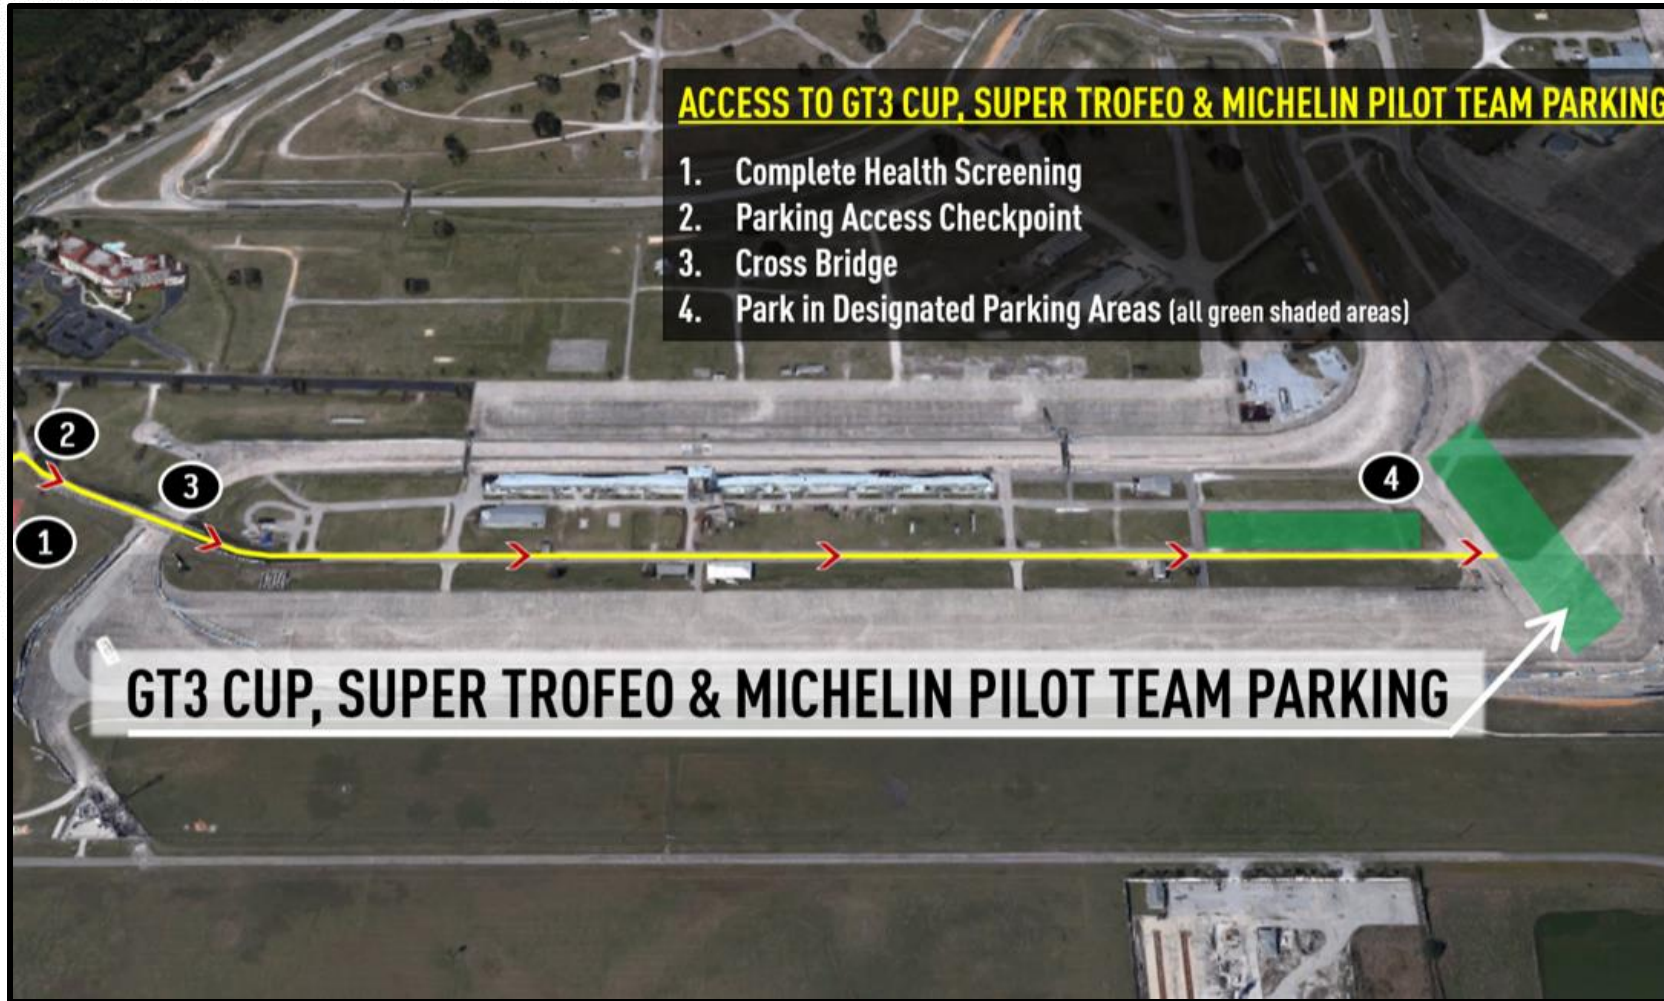 ACCESS TO GT3 CUP, SUPER TROFEO & MICHELIN PILOT TEAM PARKING
1. Complete Health Screening
2. Parking Access Checkpoint
3. Cross Bridge
4. Park in Designated Parking Areas (all green shaded areas)
2
3
4
1
GT3 CUP, SUPER TROFEO & MICHELIN PILOT TEAM PARKING